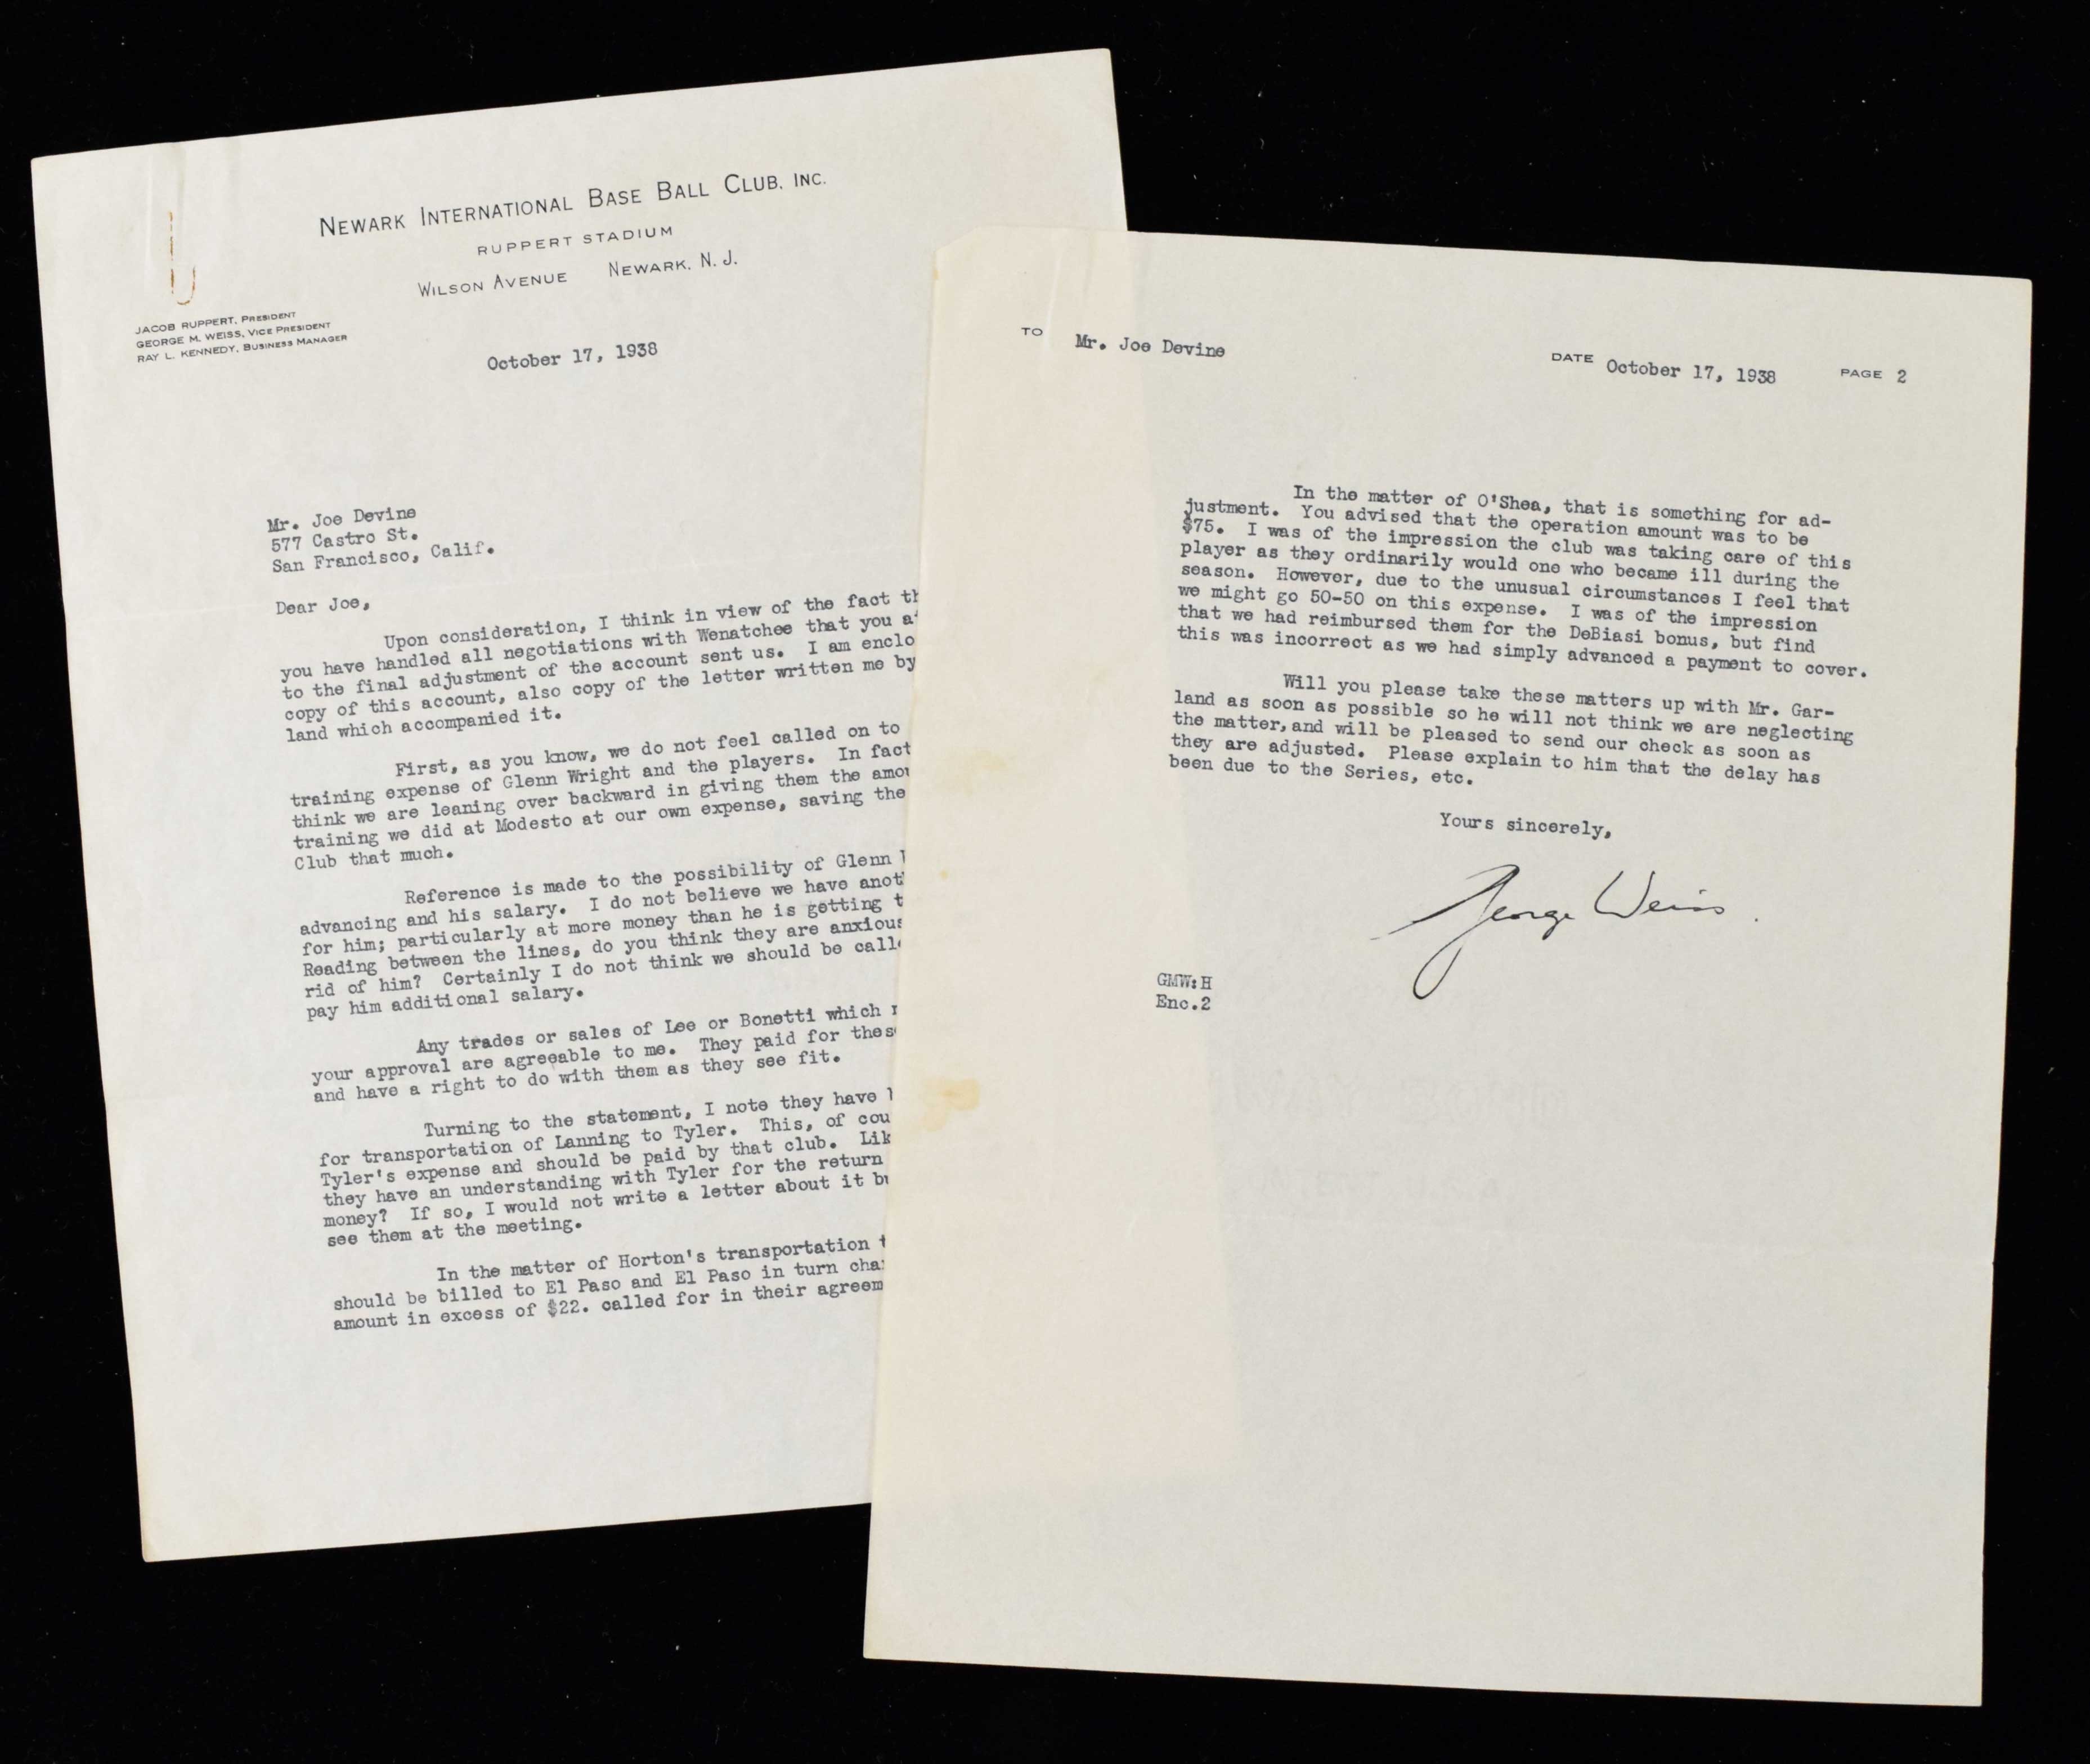 NEWARK INTERNATIONAL BASE BALL CLUB, INC.
RUPPERT STADIUM
WILSON AVENUE NEWARK, N. J.
JACOB RUPPERT, PRESIDENT
GEORGE M. WEISS, VICE PRESIDENT
RAY L. KENNEDY, BUSINESS MANAGER
October 17, 1938
Mr. Joe Devine
577 Castro St.
San Francisco, Calif.
Dear Joe,
Upon consideration, I think in view of the fact
you have handled all negotiations with Wenatchee that you
to the final adjustment of the account sent us. I am
copy of this account, also copy of the letter written me by
land which accompanied it.
First, as you know, we do not feel called on to
training expense of Glenn Wright and the players. In fact
think we are leaning over backward in giving them the
training we did at Modesto at our own expense, saving the
Club that much.
Reference is made to the possibility of Glenn
advancing and his salary. I do not believe we have
for him; particularly at more money than he is getting
Reading between the lines, do you think they are anxious
rid of him? Certainly I do not think we should be
pay him additional salary.
Any trades or sales of Lee or Bonetti which
your approval are agreeable to me. They paid for
and have a right to do with them as they see fit.
Turning to the statement, I note they have
for transportation of Lanning to Tyler. This, of
Tyler's expense and should be paid by that club.
they have an understanding with Tyler for the return
money? If so, I would not write a letter about it
see them at the meeting.
In the matter of Horton's transportation
should be billed to El Paso and El Paso in turn
amount in excess of $22. called for in their
TO Mr. Joe Devine DATE October 17, 1938 PAGE 2
In the matter of O'Shea, that is something for ad-
justment. You advised that the operation amount was to be
$75. I was of the impression the club was taking care of this
player as they ordinarily would one who became ill during the
season. However, due to the unusual circumstances I feel that
we might go 50-50 on this expense. I was of the impression
that we had reimbursed them for the DeBiasi bonus, but find
this was incorrect as we had simply advanced a payment to cover.
Will you please take these matters up with Mr. Gar-
land as soon as possible so he will not think we are neglecting
the matter, and will be pleased to send our check as soon as
they are adjusted. Please explain to him that the delay has
been due to the Series, etc.
Yours sincerely,
George Weiss
GMW:H
Enc.2